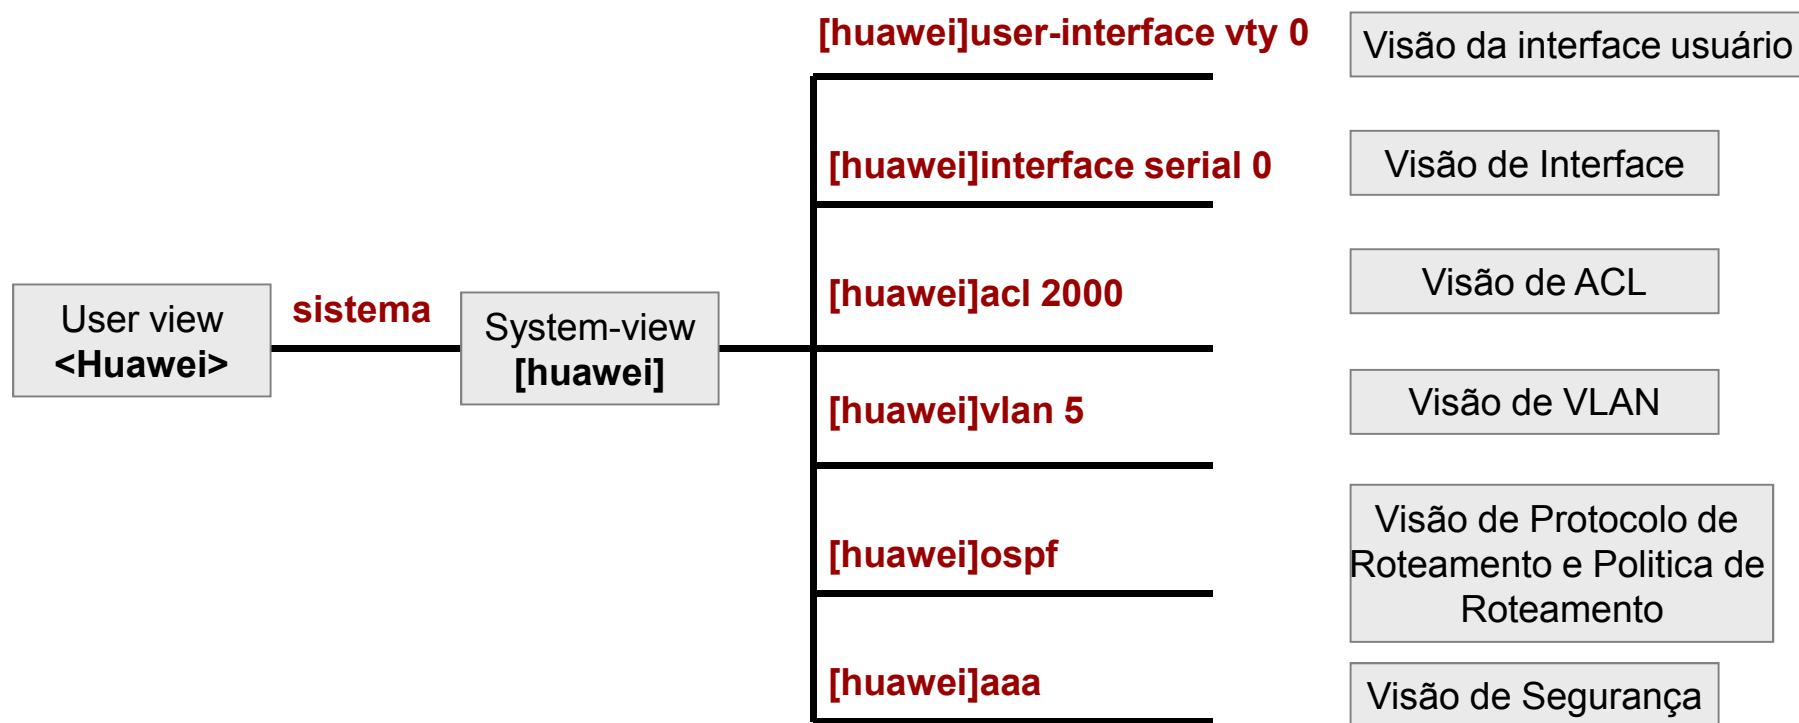 [huawei]user-interface vty 0
Visão da interface usuário
[huawei]interface serial 0
Visão de Interface
[huawei]acl 2000
Visão de ACL
User view
<Huawei>
sistema
System-view
[huawei]
[huawei]vlan 5
Visão de VLAN
[huawei]ospf
Visão de Protocolo de
Roteamento e Politica de
Roteamento
[huawei]aaa
Visão de Segurança